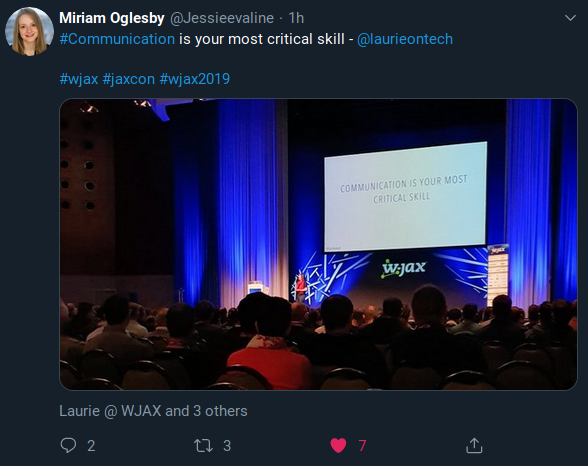 Miriam Oglesby @Jessieevaline · 1h
#Communication is your most critical skill - @laurieontech
#wjax #jaxcon #wjax2019
COMMUNICATION IS YOUR MOST
CRITICAL SKILL
w-jax
Laurie @ WJAX and 3 others
2 3 7